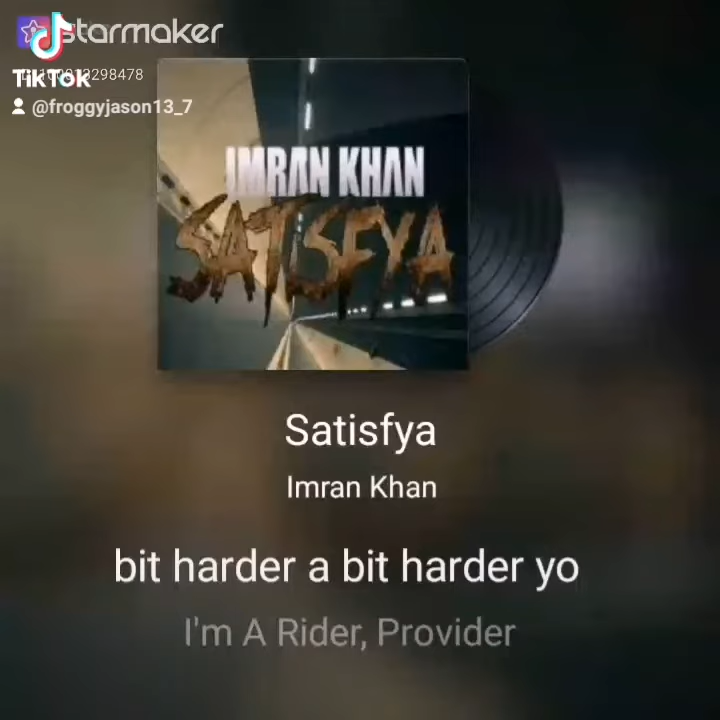 starmaker
TikTok
@froggyjason13_7
IMRAN KHAN
SATISFYA
Satisfya
Imran Khan
bit harder a bit harder yo
I'm A Rider, Provider